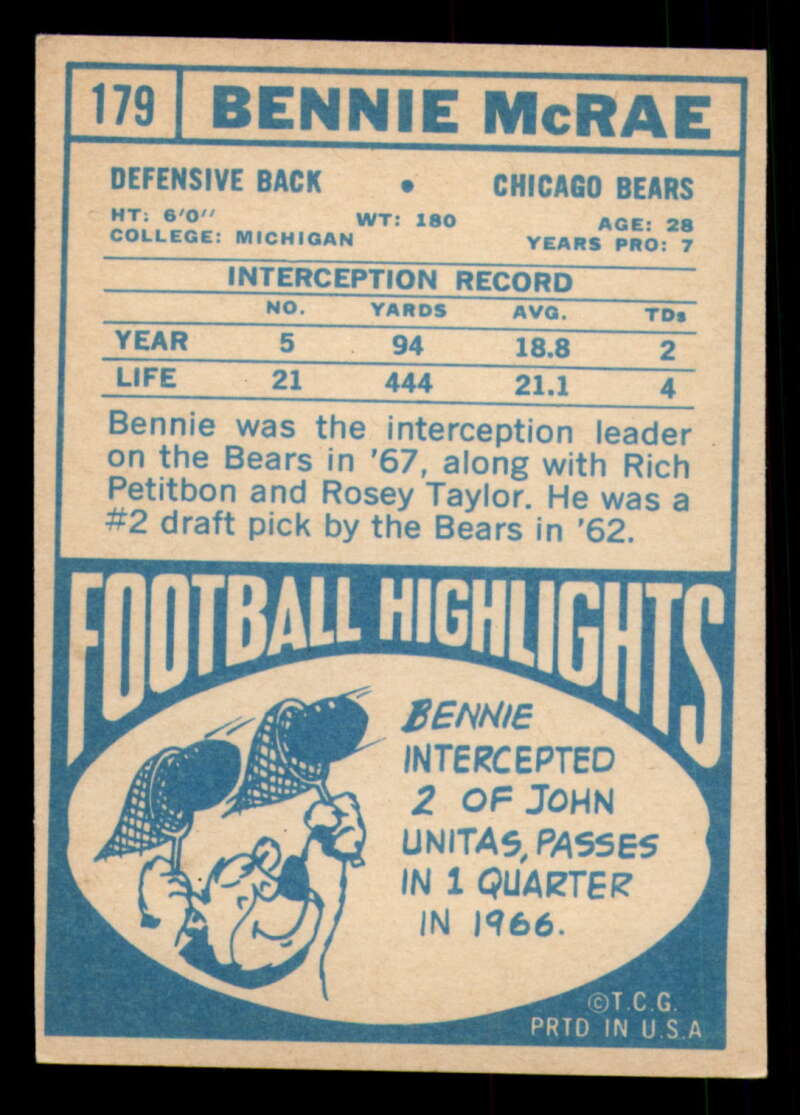 179 BENNIE McRAE
DEFENSIVE BACK • CHICAGO BEARS
HT: 6'0" WT: 180 AGE: 28
COLLEGE: MICHIGAN YEARS PRO: 7
INTERCEPTION RECORD
NO. YARDS AVG. TDs
YEAR 5 94 18.8 2
LIFE 21 444 21.1 4
Bennie was the interception leader
on the Bears in '67, along with Rich
Petitbon and Rosey Taylor. He was a
#2 draft pick by the Bears in '62.
FOOTBALL HIGHLIGHTS
BENNIE
INTERCEPTED
2 OF JOHN
UNITAS, PASSES
IN 1 QUARTER
IN 1966.
©T.C.G.
PRTD IN U.S.A